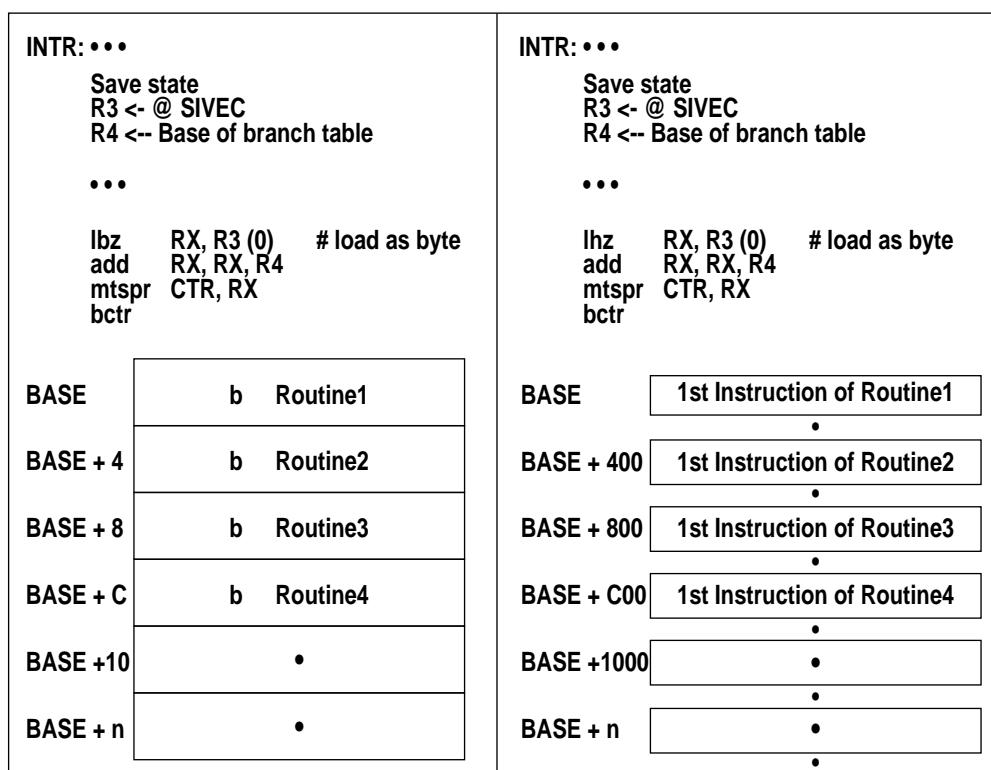 INTR: • • •
Save state
R3 <- @ SIVEC
R4 <-- Base of branch table
• • •
lbz RX, R3 (0) # load as byte
add RX, RX, R4
mtspr CTR, RX
bctr
BASE b Routine1
BASE + 4 b Routine2
BASE + 8 b Routine3
BASE + C b Routine4
BASE +10 •
BASE + n •
INTR: • • •
Save state
R3 <- @ SIVEC
R4 <-- Base of branch table
• • •
lhz RX, R3 (0) # load as byte
add RX, RX, R4
mtspr CTR, RX
bctr
BASE 1st Instruction of Routine1
•
BASE + 400 1st Instruction of Routine2
•
BASE + 800 1st Instruction of Routine3
•
BASE + C00 1st Instruction of Routine4
•
BASE +1000 •
•
BASE + n •
•